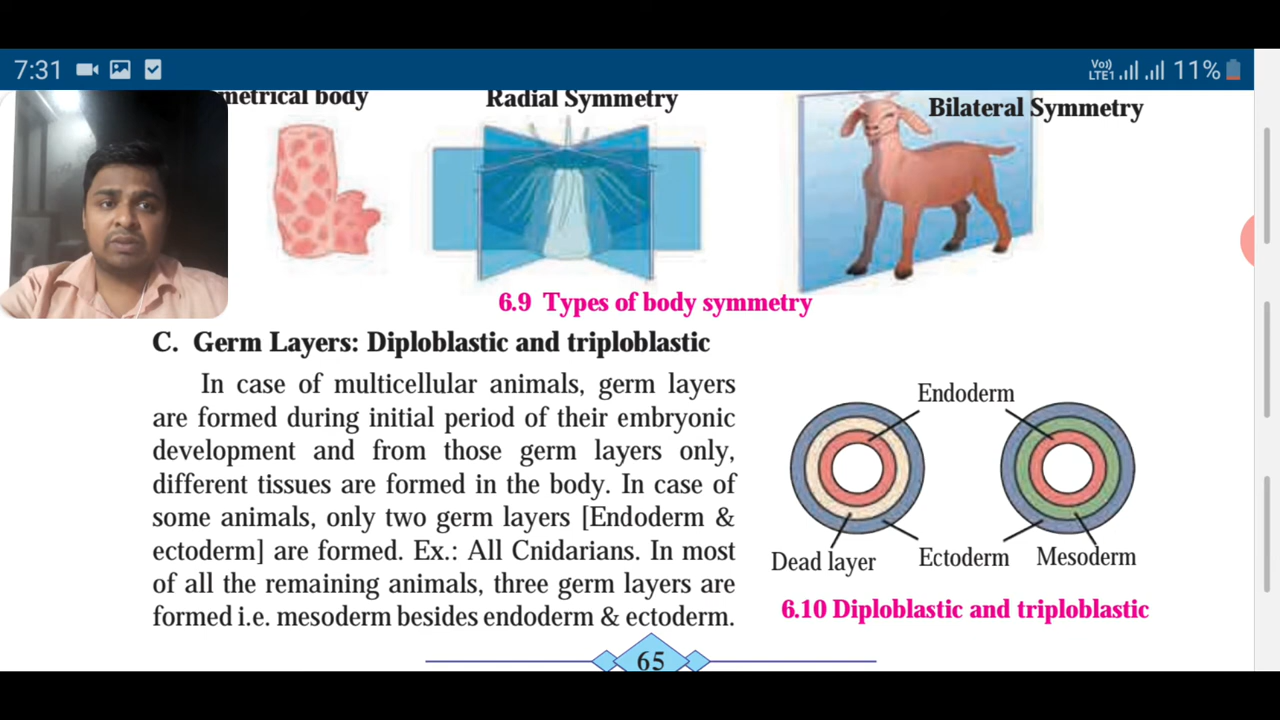 7:31
Vo)) LTE1 11%
metrical body
Radial Symmetry
Bilateral Symmetry
6.9 Types of body symmetry
C. Germ Layers: Diploblastic and triploblastic
In case of multicellular animals, germ layers
are formed during initial period of their embryonic
development and from those germ layers only,
different tissues are formed in the body. In case of
some animals, only two germ layers [Endoderm &
ectoderm] are formed. Ex.: All Cnidarians. In most
of all the remaining animals, three germ layers are
formed i.e. mesoderm besides endoderm & ectoderm.
Endoderm
Dead layer
Ectoderm
Mesoderm
6.10 Diploblastic and triploblastic
65